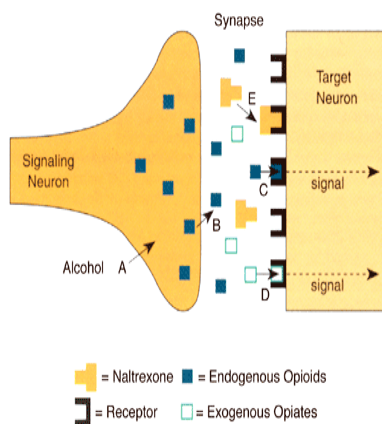 Synapse
Target
Neuron
E
Signaling
Neuron
C
signal
B
Alcohol A
D
signal
= Naltrexone = Endogenous Opioids
= Receptor = Exogenous Opiates